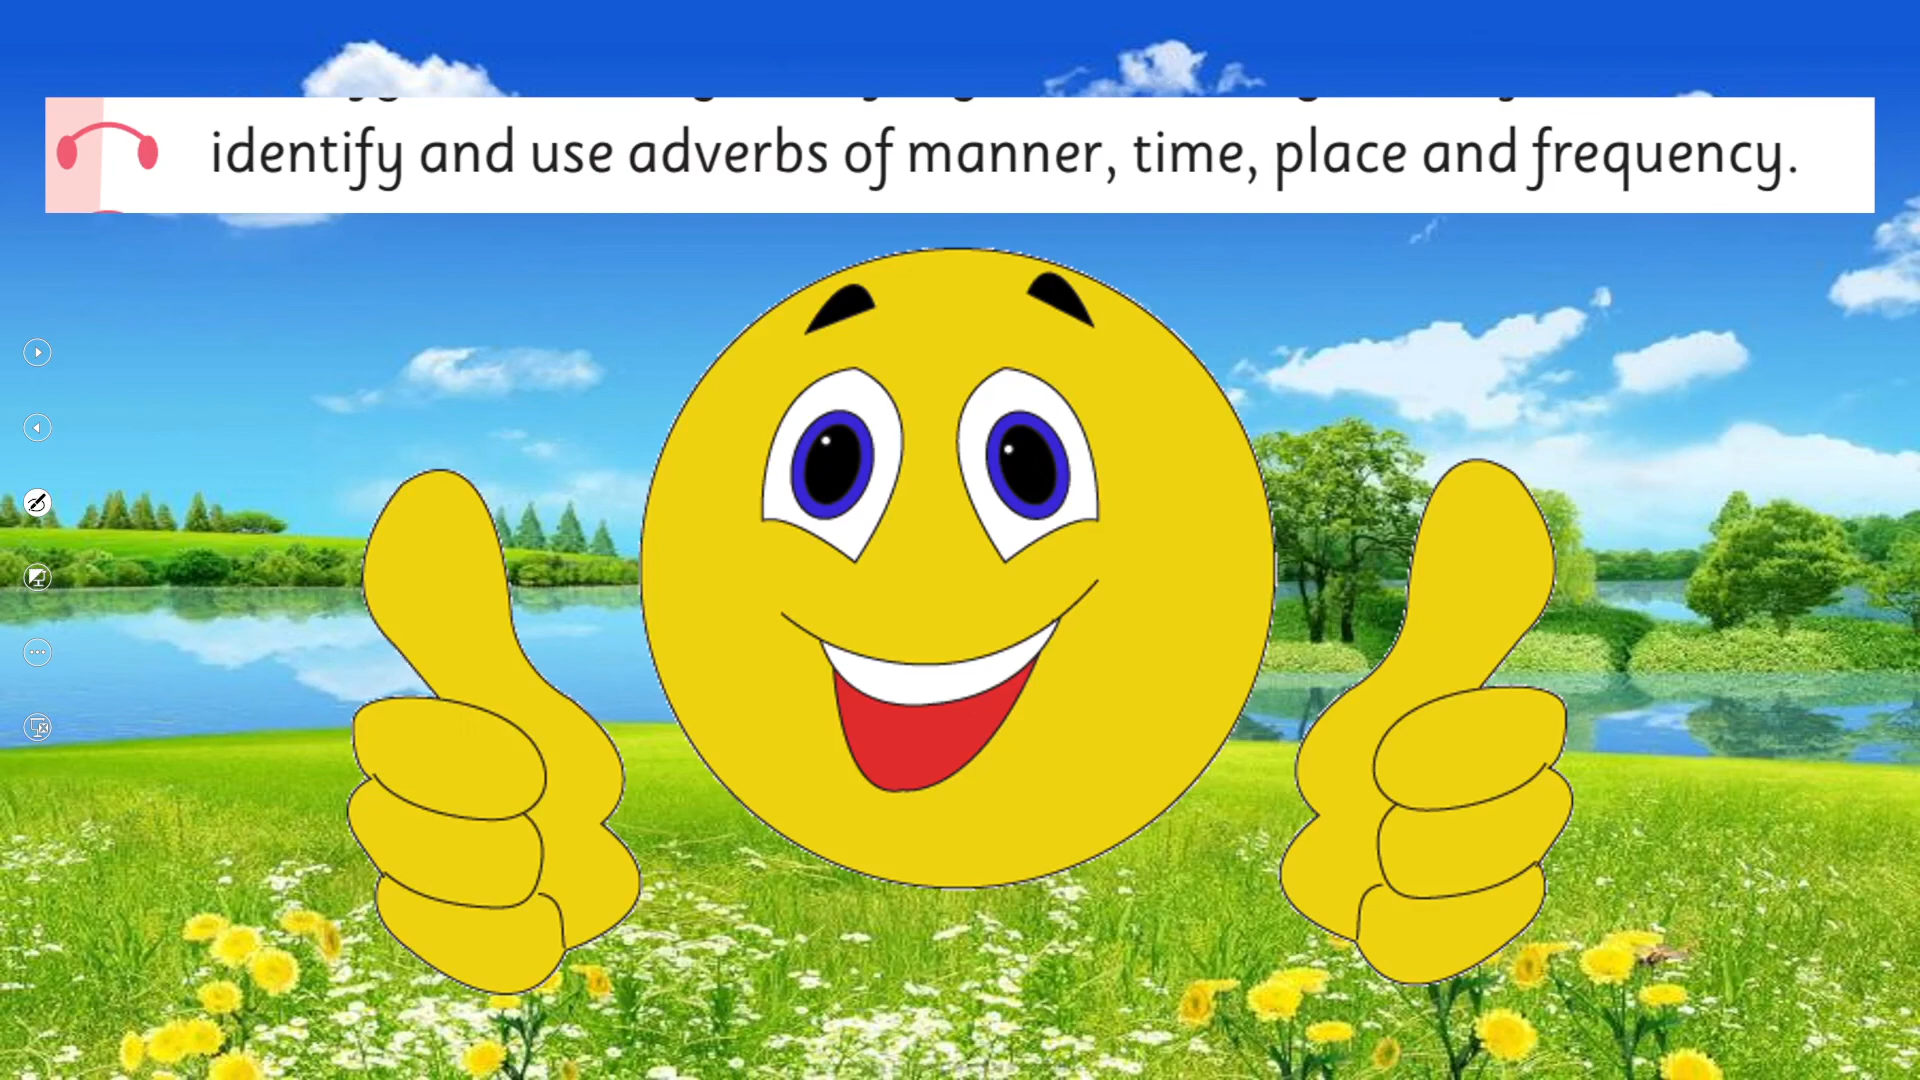 identify and use adverbs of manner, time, place and frequency.